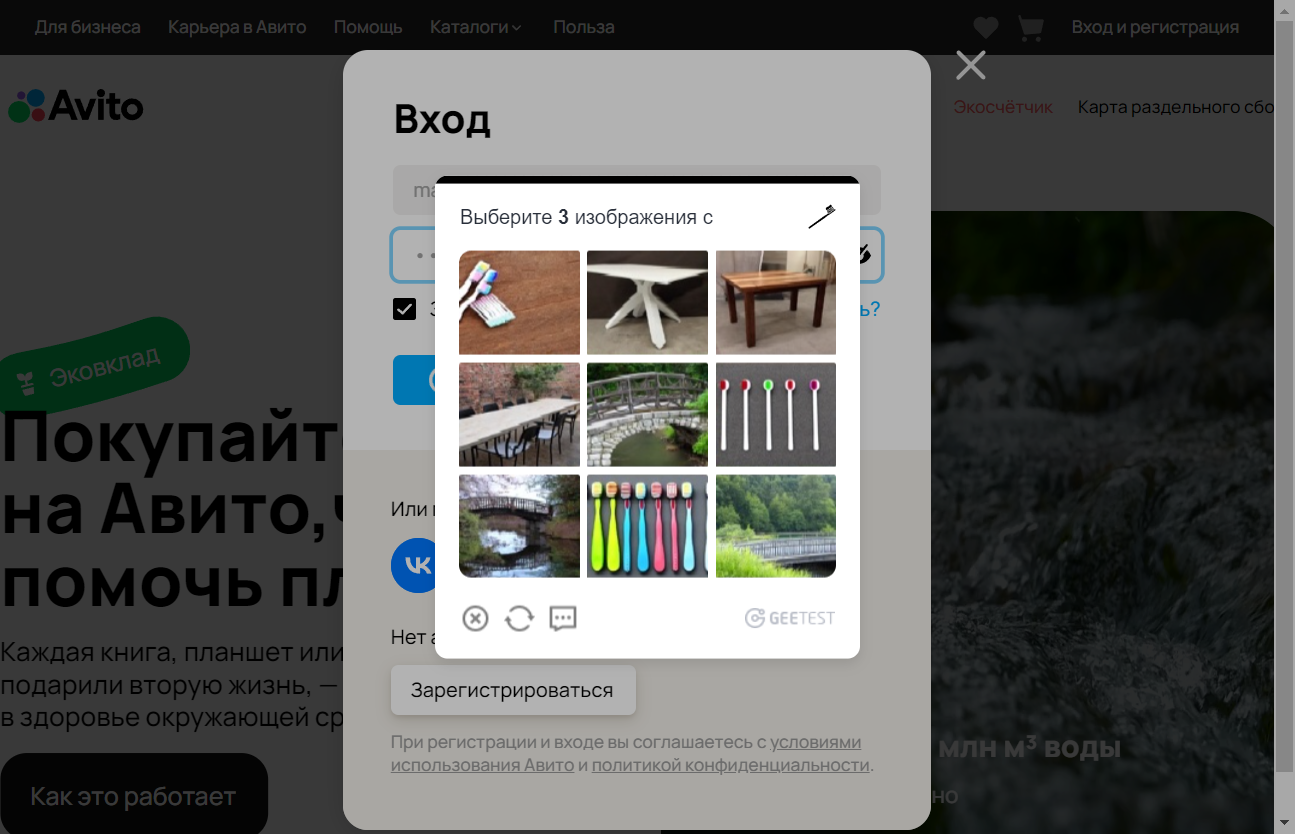 Для бизнеса Карьера в Авито Помощь Каталоги Польза Вход и регистрация
Avito
Экосчётчик Карта раздельного сбо
Вход
ma
Выберите 3 изображения с
ь?
Эковклад
Покупайт
на Авито,
помочь пл
Или
VK
GEETEST
Нет а
Каждая книга, планшет или
подарили вторую жизнь, —
в здоровье окружающей ср
Зарегистрироваться
При регистрации и входе вы соглашаетесь с условиями
использования Авито и политикой конфиденциальности.
млн м³ воды
Как это работает
но